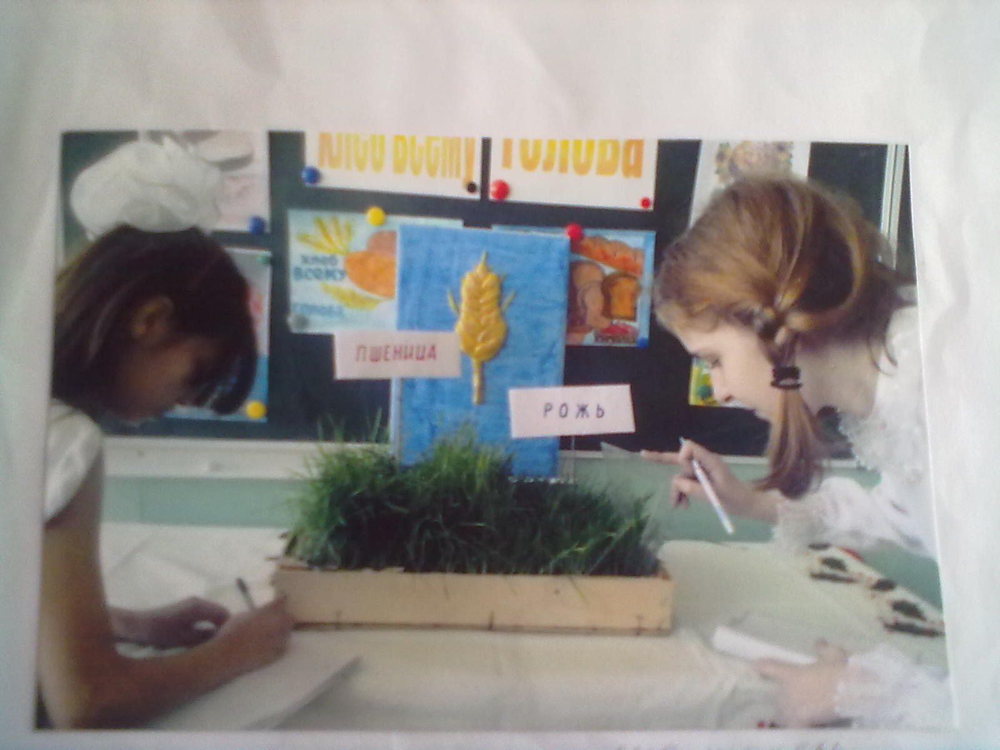 хлеб всему
голова
хлеб
всему
голова
ПШЕНИЦА
РОЖЬ